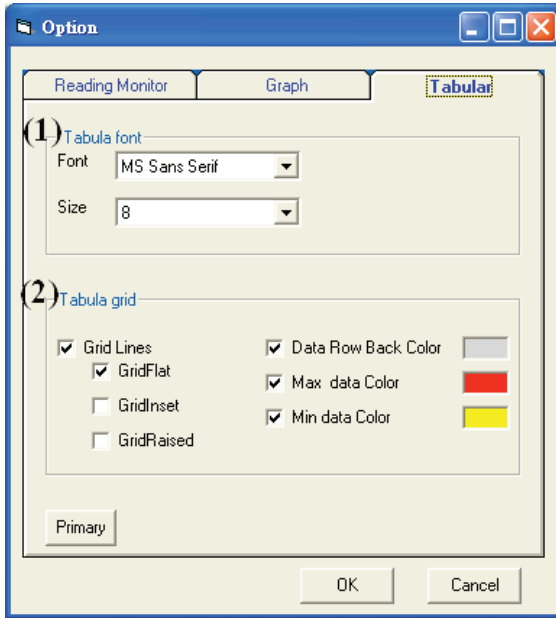 Option
Reading Monitor Graph Tabular
(1) Tabula font
Font MS Sans Serif
Size 8
(2) Tabula grid
Grid Lines Data Row Back Color
GridFlat Max data Color
GridInset Min data Color
GridRaised
Primary
OK Cancel